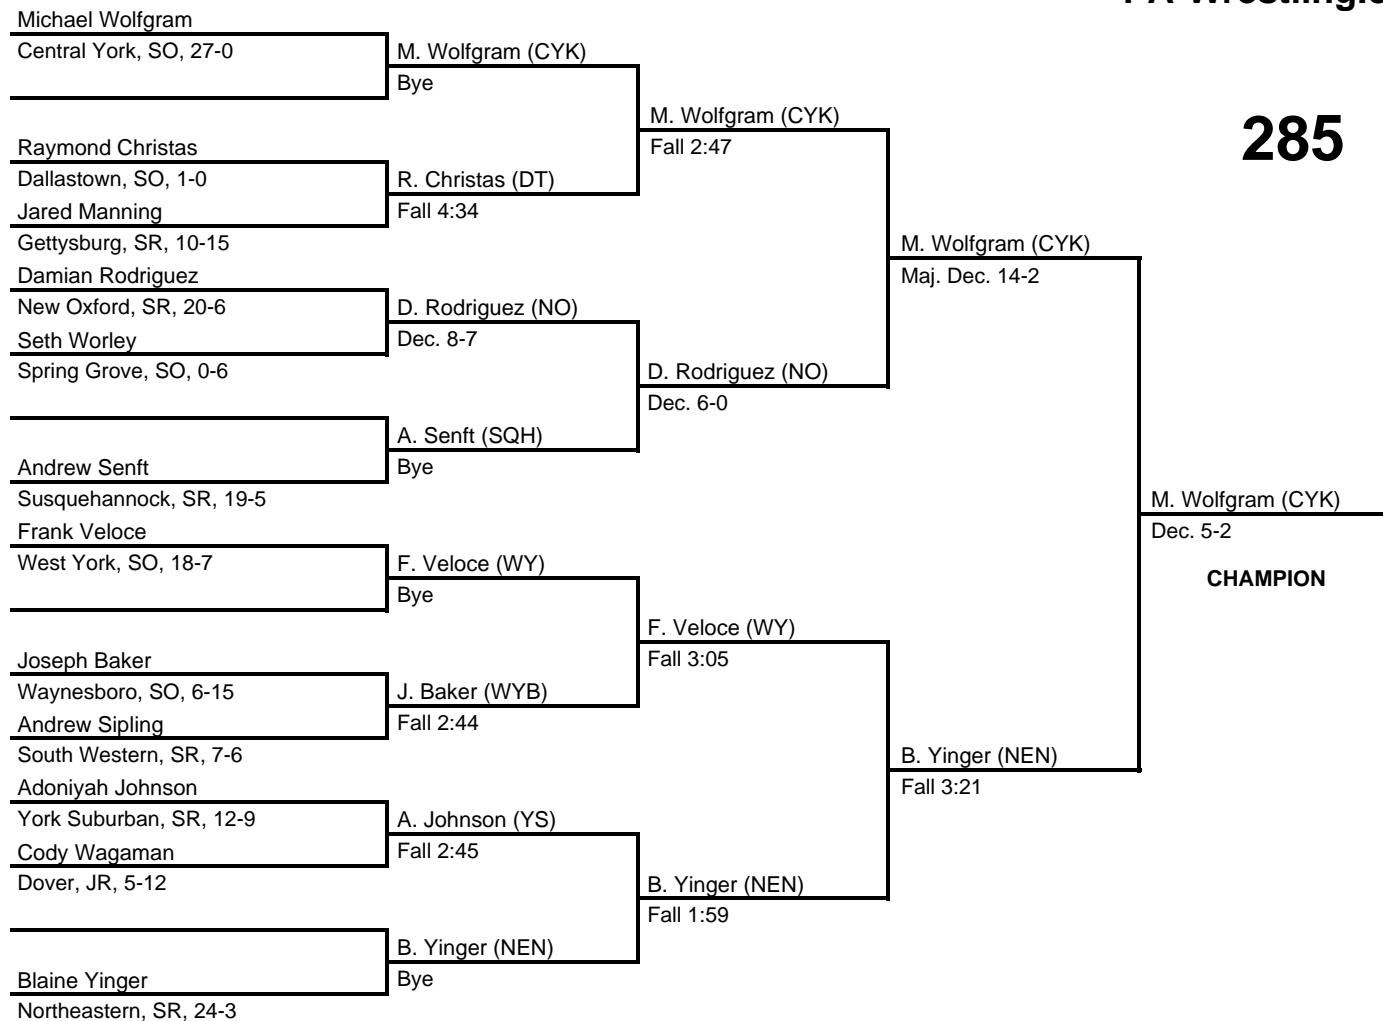 Michael Wolfgram
Central York, SO, 27-0
Raymond Christas
Dallastown, SO, 1-0
Jared Manning
Gettysburg, SR, 10-15
Damian Rodriguez
New Oxford, SR, 20-6
Seth Worley
Spring Grove, SO, 0-6
Andrew Senft
Susquehannock, SR, 19-5
Frank Veloce
West York, SO, 18-7
Joseph Baker
Waynesboro, SO, 6-15
Andrew Sipling
South Western, SR, 7-6
Adoniyah Johnson
York Suburban, SR, 12-9
Cody Wagaman
Dover, JR, 5-12
Blaine Yinger
Northeastern, SR, 24-3
M. Wolfgram (CYK)
Bye
R. Christas (DT)
Fall 4:34
D. Rodriguez (NO)
Dec. 8-7
A. Senft (SQH)
Bye
F. Veloce (WY)
Bye
J. Baker (WYB)
Fall 2:44
A. Johnson (YS)
Fall 2:45
B. Yinger (NEN)
Bye
M. Wolfgram (CYK)
Fall 2:47
D. Rodriguez (NO)
Dec. 6-0
F. Veloce (WY)
Fall 3:05
B. Yinger (NEN)
Fall 1:59
M. Wolfgram (CYK)
Maj. Dec. 14-2
B. Yinger (NEN)
Fall 3:21
285
M. Wolfgram (CYK)
Dec. 5-2
CHAMPION